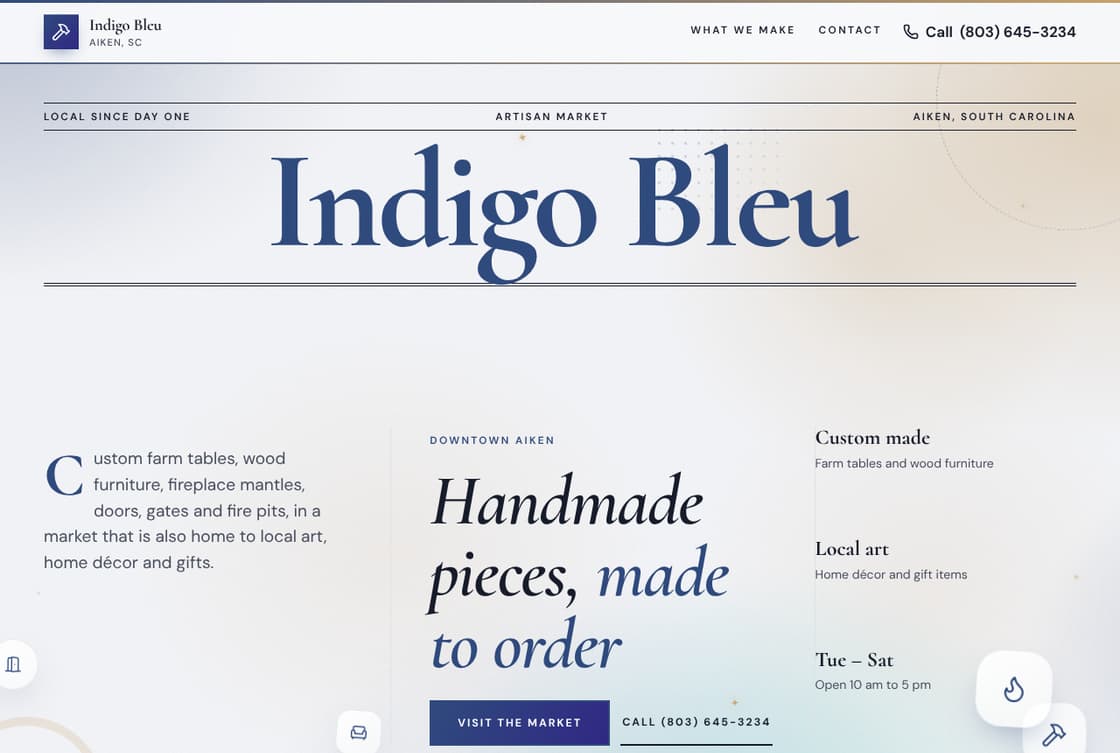 Indigo Bleu
AIKEN, SC
WHAT WE MAKE
CONTACT
Call (803) 645-3234
LOCAL SINCE DAY ONE
ARTISAN MARKET
AIKEN, SOUTH CAROLINA
Indigo Bleu
Custom farm tables, wood
furniture, fireplace mantles,
doors, gates and fire pits, in a
market that is also home to local art,
home décor and gifts.
DOWNTOWN AIKEN
Handmade
pieces, made
to order
VISIT THE MARKET
CALL (803) 645-3234
Custom made
Farm tables and wood furniture
Local art
Home décor and gift items
Tue – Sat
Open 10 am to 5 pm